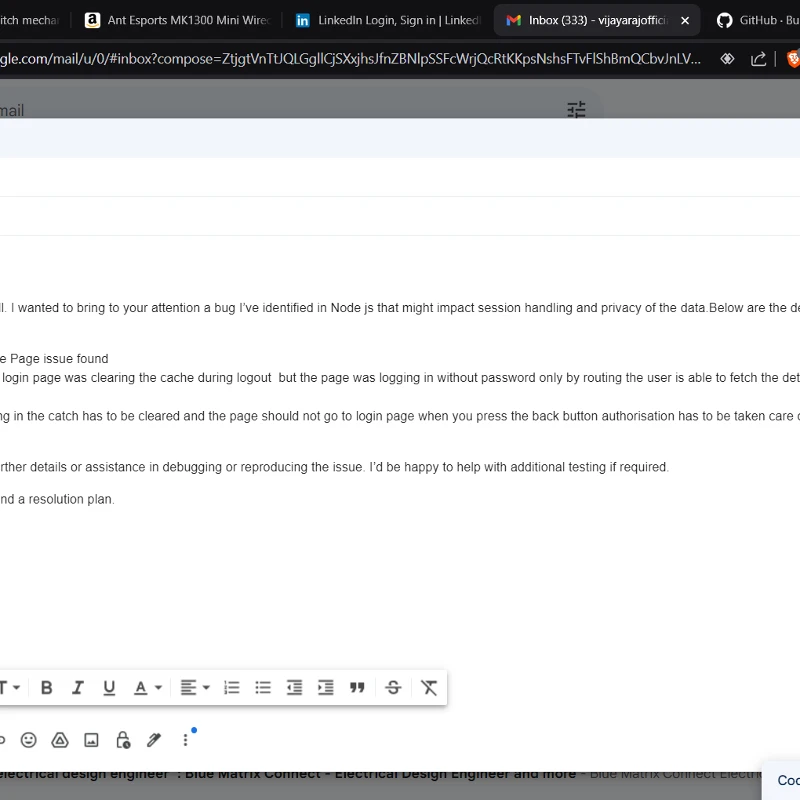 itch mechar
Ant Esports MK1300 Mini Wirec
LinkedIn Login, Sign in | LinkedI
Inbox (333) - vijayarajoffici
GitHub · Bu
gle.com/mail/u/0/#inbox?compose=
mail
ll. I wanted to bring to your attention a bug I've identified in Node js that might impact session handling and privacy of the data.Below are the de
e Page issue found
login page was clearing the cache during logout but the page was logging in without password only by routing the user is able to fetch the det
ng in the catch has to be cleared and the page should not go to login page when you press the back button authorisation has to be taken care o
rther details or assistance in debugging or reproducing the issue. I'd be happy to help with additional testing if required.
nd a resolution plan.
electrical design engineer": Blue Matrix Connect - Electrical Design Engineer and more - Blue Matrix Connect Electric
Coc